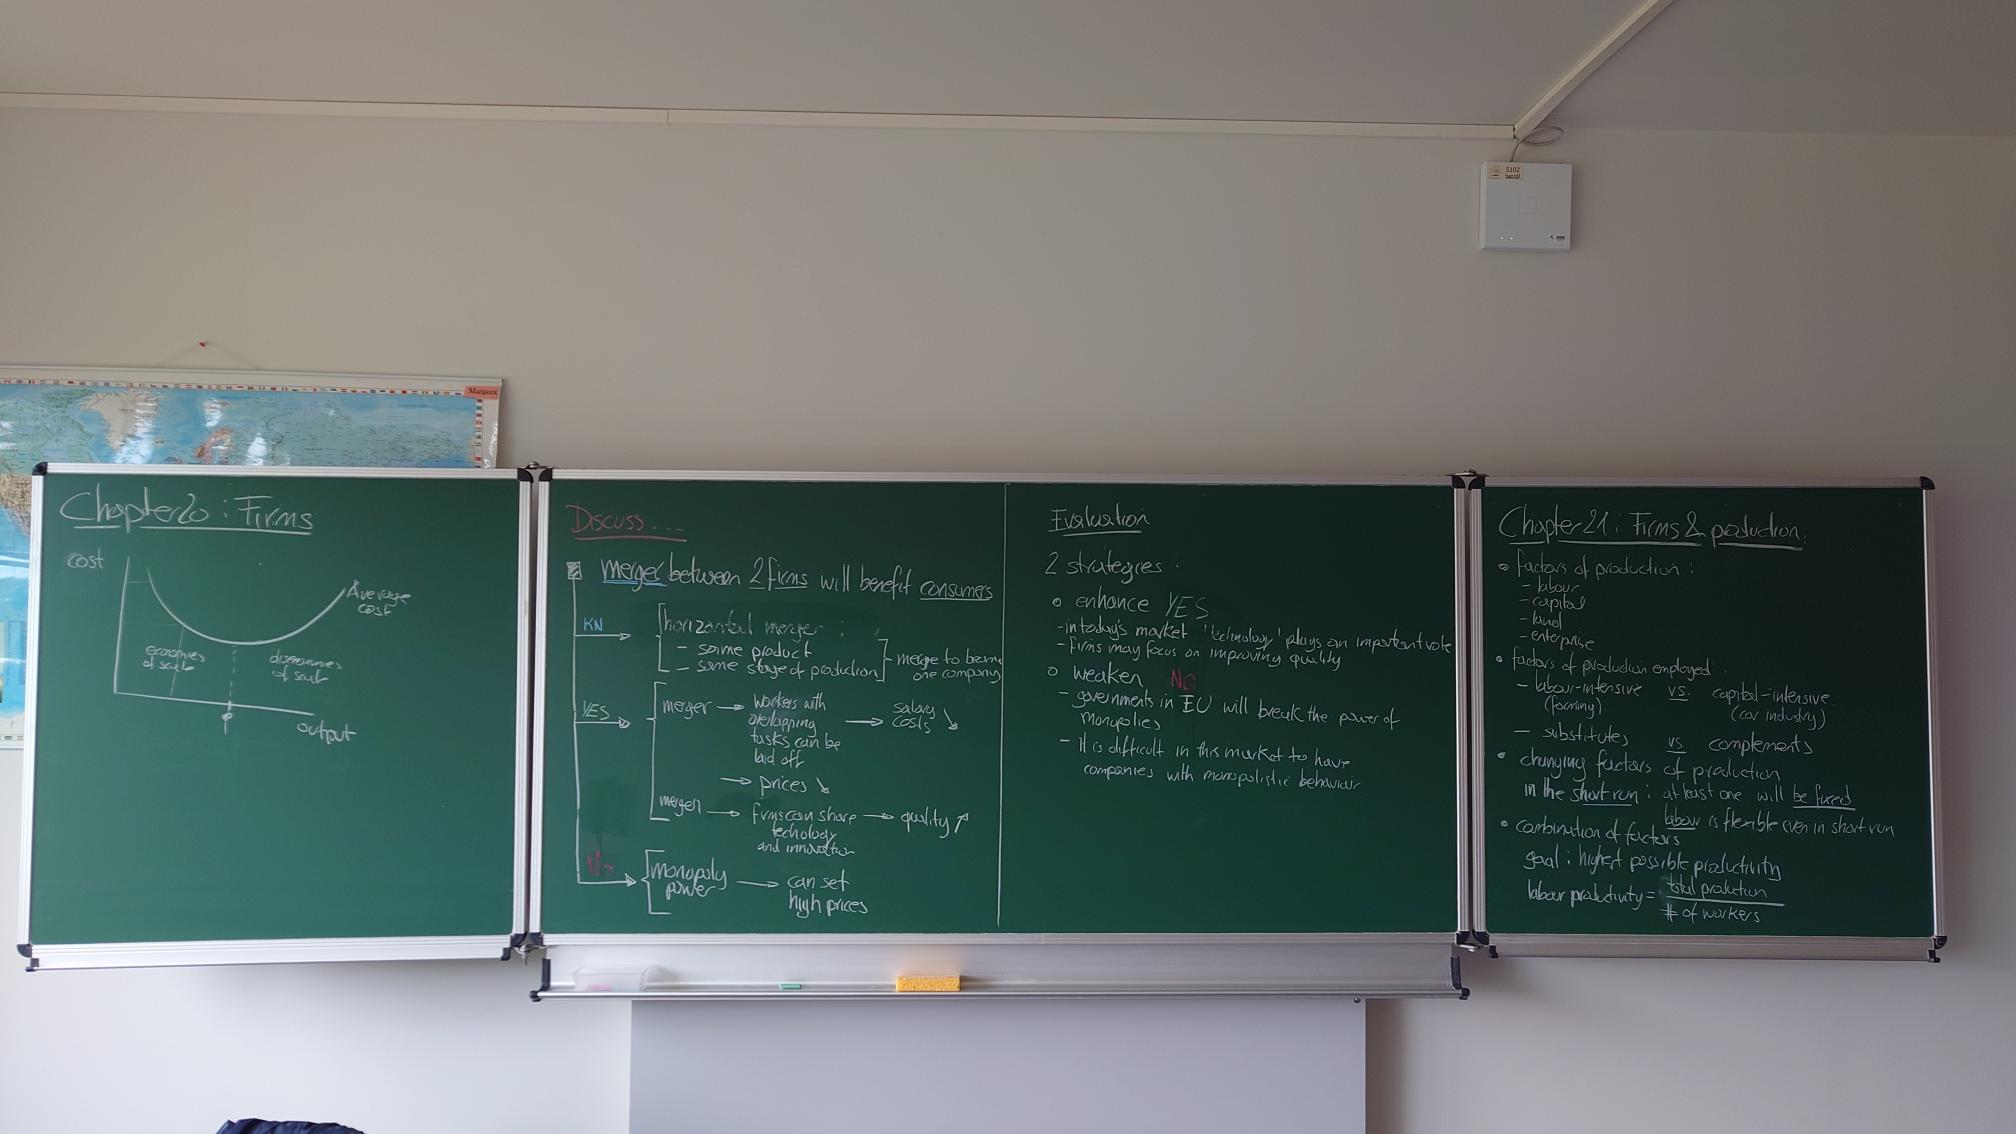 Margaux
5102
Chapter 20 : Firms
cost
Average
cost
economies
of scale
diseconomies
of scale
output
Discuss...
merger between 2 firms will benefit consumers
KN
horizontal merger :
- same product
- same stage of production
merge to become
one company
YES
merger → workers with
overlapping
tasks can be
laid off
→ salary
costs ↘
→ prices ↘
merger → firms can share
techology
and innovation
→ quality ↗
No
monopoly
power
→ can set
high prices
Evaluation
2 strategies :
o enhance YES
- in today's market 'technology' plays an important role
- firms may focus on improving quality
o weaken NO
- governments in EU will break the power of
monopolies
- it is difficult in this market to have
companies with monopolistic behaviour
Chapter 21 : Firms & production
• factors of production :
- labour
- capital
- land
- enterprise
• factors of production employed :
- labour-intensive vs. capital-intensive
(farming) (car industry)
- substitutes vs complements
• changing factors of production
in the short run : at least one will be fixed
labour is flexible even in short run
• combination of factors
goal : highest possible productivity
labour productivity = total production
# of workers